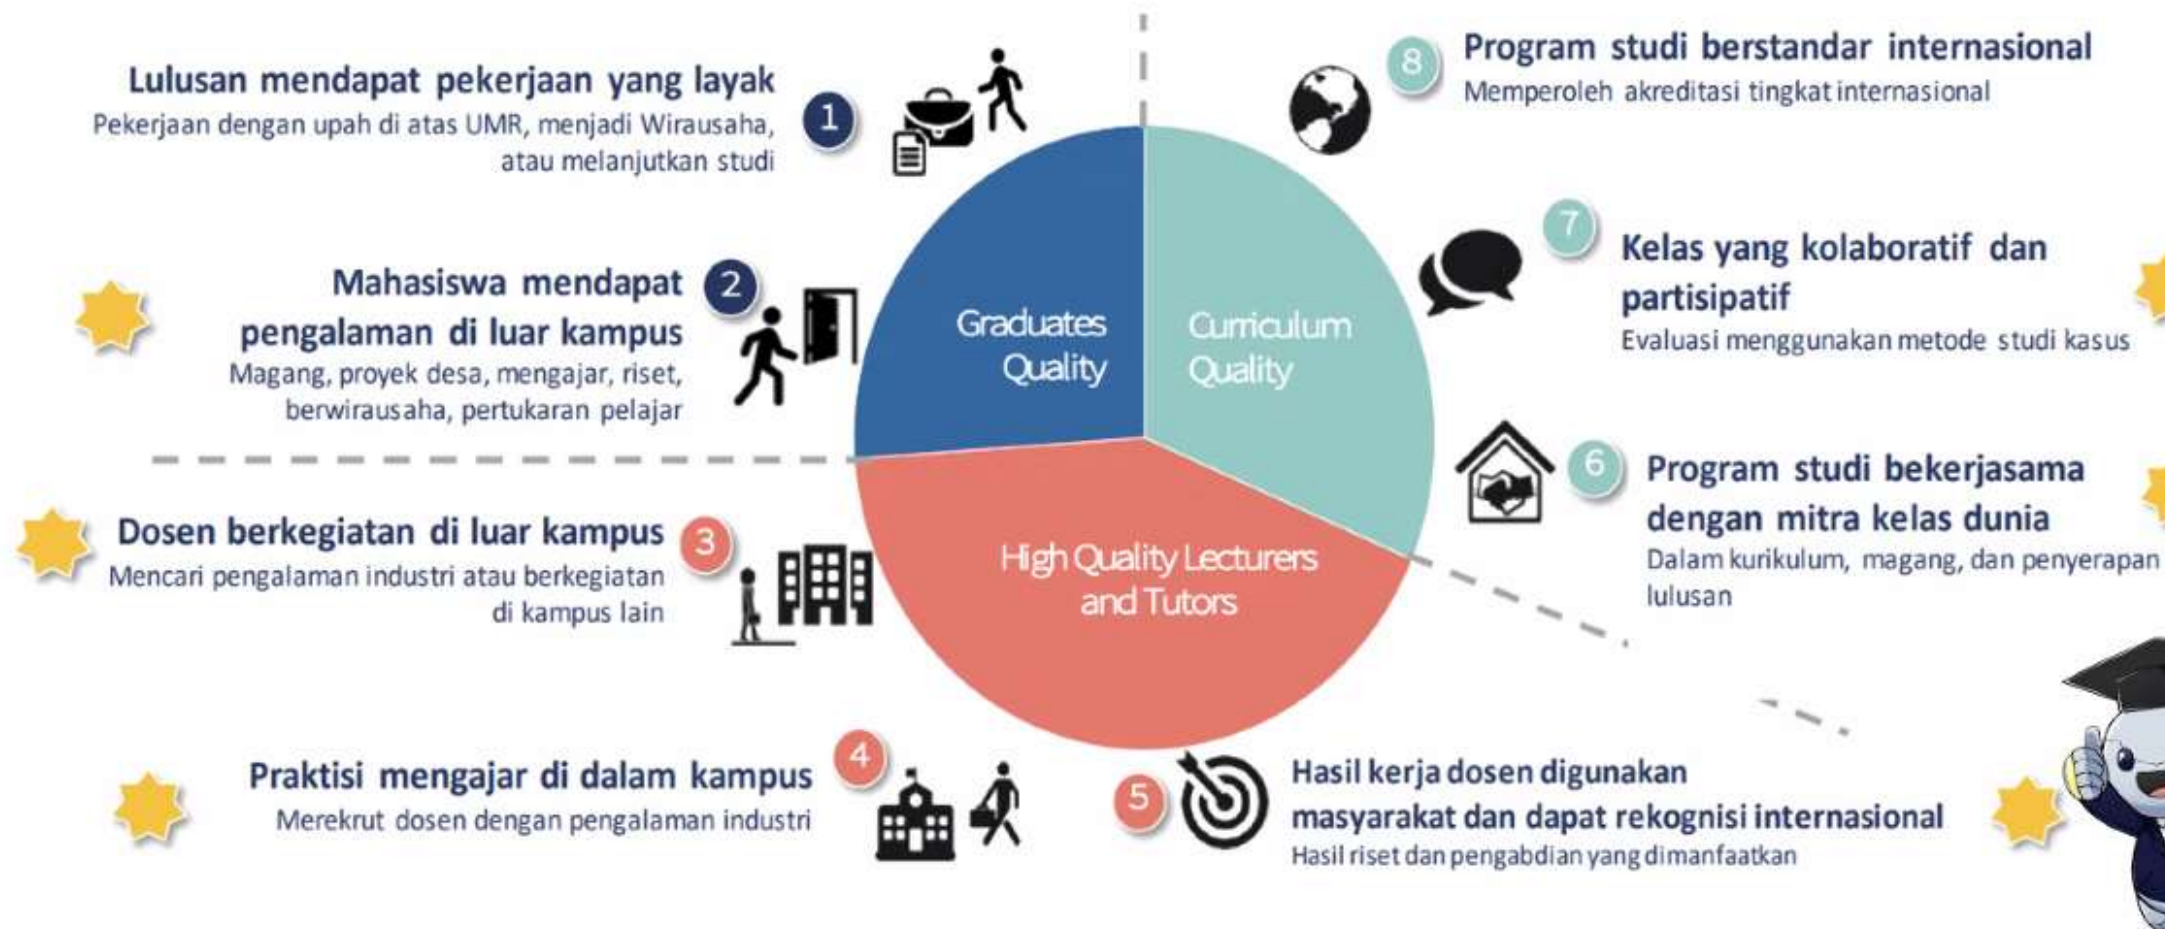 1
Lulusan mendapat pekerjaan yang layak
Pekerjaan dengan upah di atas UMR, menjadi Wirausaha,
atau melanjutkan studi
2
Mahasiswa mendapat
pengalaman di luar kampus
Magang, proyek desa, mengajar, riset,
berwirausaha, pertukaran pelajar
3
Dosen berkegiatan di luar kampus
Mencari pengalaman industri atau berkegiatan
di kampus lain
4
Praktisi mengajar di dalam kampus
Merekrut dosen dengan pengalaman industri
5
Hasil kerja dosen digunakan
masyarakat dan dapat rekognisi internasional
Hasil riset dan pengabdian yang dimanfaatkan
6
Program studi bekerjasama
dengan mitra kelas dunia
Dalam kurikulum, magang, dan penyerapan
lulusan
7
Kelas yang kolaboratif dan
partisipatif
Evaluasi menggunakan metode studi kasus
8
Program studi berstandar internasional
Memperoleh akreditasi tingkat internasional
Graduates
Quality
Curriculum
Quality
High Quality Lecturers
and Tutors